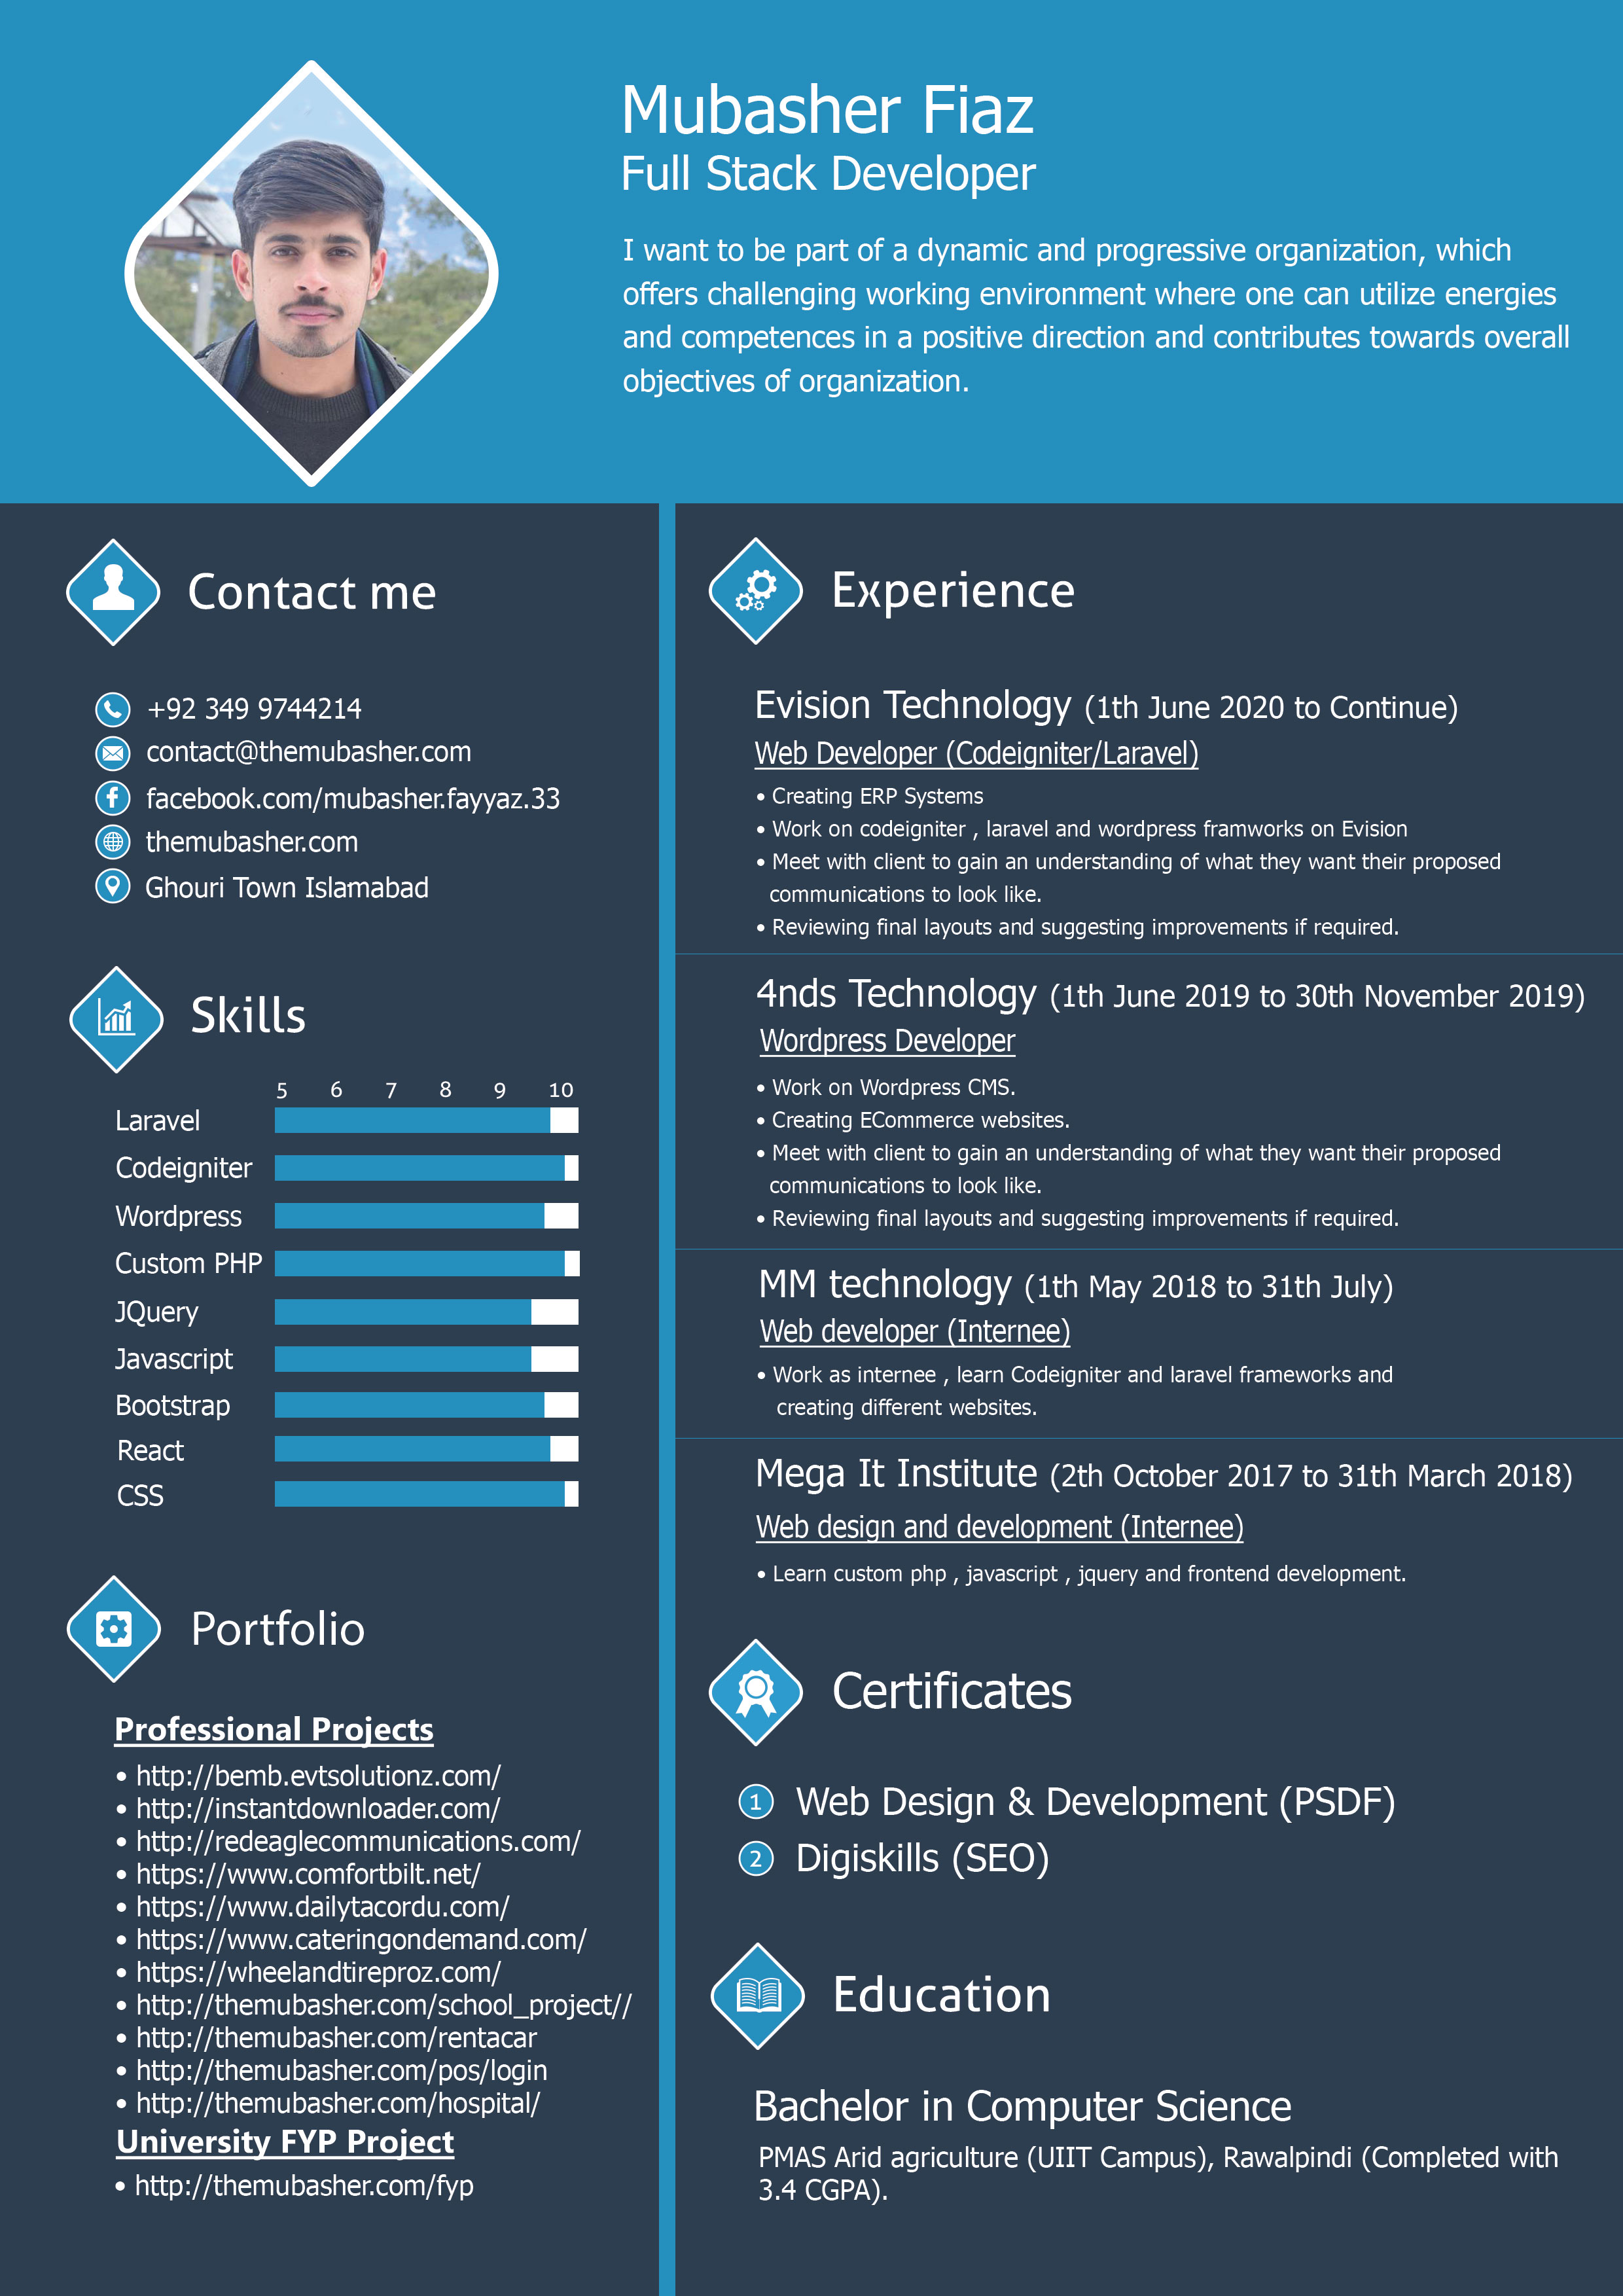 Mubasher Fiaz
Full Stack Developer
I want to be part of a dynamic and progressive organization, which
offers challenging working environment where one can utilize energies
and competences in a positive direction and contributes towards overall
objectives of organization.
Contact me
+92 349 9744214
contact@themubasher.com
facebook.com/mubasher.fayyaz.33
themubasher.com
Ghouri Town Islamabad
Skills
5 6 7 8 9 10
Laravel
Codeigniter
Wordpress
Custom PHP
JQuery
Javascript
Bootstrap
React
CSS
Portfolio
Professional Projects
• http://bemb.evtsolutionz.com/
• http://instantdownloader.com/
• http://redeaglecommunications.com/
• https://www.comfortbilt.net/
• https://www.dailytacordu.com/
• https://www.cateringondemand.com/
• https://wheelandtireproz.com/
• http://themubasher.com/school_project//
• http://themubasher.com/rentacar
• http://themubasher.com/pos/login
• http://themubasher.com/hospital/
University FYP Project
• http://themubasher.com/fyp
Experience
Evision Technology (1th June 2020 to Continue)
Web Developer (Codeigniter/Laravel)
• Creating ERP Systems
• Work on codeigniter , laravel and wordpress framworks on Evision
• Meet with client to gain an understanding of what they want their proposed
communications to look like.
• Reviewing final layouts and suggesting improvements if required.
4nds Technology (1th June 2019 to 30th November 2019)
Wordpress Developer
• Work on Wordpress CMS.
• Creating ECommerce websites.
• Meet with client to gain an understanding of what they want their proposed
communications to look like.
• Reviewing final layouts and suggesting improvements if required.
MM technology (1th May 2018 to 31th July)
Web developer (Internee)
• Work as internee , learn Codeigniter and laravel frameworks and
creating different websites.
Mega It Institute (2th October 2017 to 31th March 2018)
Web design and development (Internee)
• Learn custom php , javascript , jquery and frontend development.
Certificates
1 Web Design & Development (PSDF)
2 Digiskills (SEO)
Education
Bachelor in Computer Science
PMAS Arid agriculture (UIIT Campus), Rawalpindi (Completed with
3.4 CGPA).